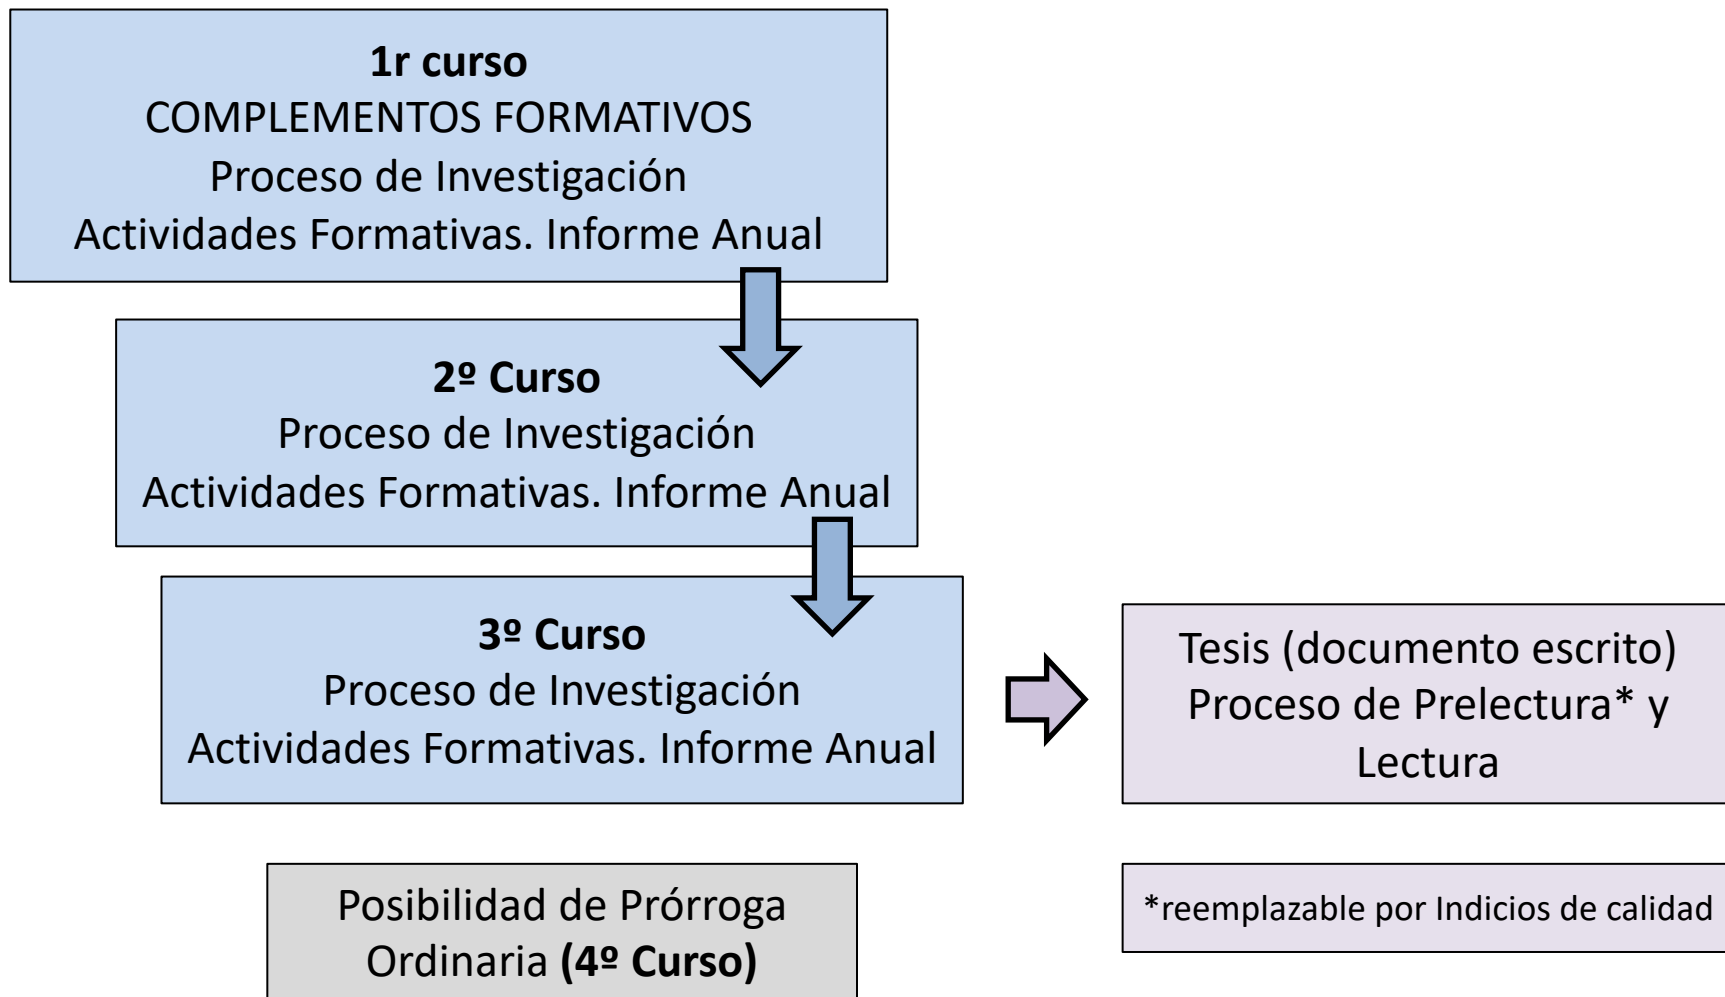 1r curso
COMPLEMENTOS FORMATIVOS
Proceso de Investigación
Actividades Formativas. Informe Anual
2º Curso
Proceso de Investigación
Actividades Formativas. Informe Anual
3º Curso
Proceso de Investigación
Actividades Formativas. Informe Anual
Tesis (documento escrito)
Proceso de Prelectura* y
Lectura
Posibilidad de Prórroga
Ordinaria (4º Curso)
*reemplazable por Indicios de calidad